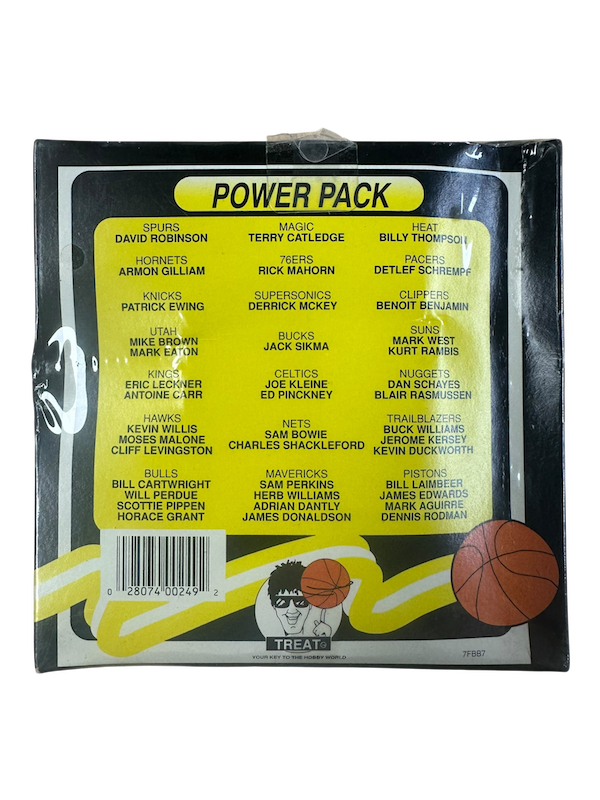 POWER PACK
SPURS
DAVID ROBINSON
MAGIC
TERRY CATLEDGE
HEAT
BILLY THOMPSON
HORNETS
ARMON GILLIAM
76ERS
RICK MAHORN
PACERS
DETLEF SCHREMPF
KNICKS
PATRICK EWING
SUPERSONICS
DERRICK MCKEY
CLIPPERS
BENOIT BENJAMIN
UTAH
MIKE BROWN
MARK EATON
BUCKS
JACK SIKMA
SUNS
MARK WEST
KURT RAMBIS
KINGS
ERIC LECKNER
ANTOINE CARR
CELTICS
JOE KLEINE
ED PINCKNEY
NUGGETS
DAN SCHAYES
BLAIR RASMUSSEN
HAWKS
KEVIN WILLIS
MOSES MALONE
CLIFF LEVINGSTON
NETS
SAM BOWIE
CHARLES SHACKLEFORD
TRAILBLAZERS
BUCK WILLIAMS
JEROME KERSEY
KEVIN DUCKWORTH
BULLS
BILL CARTWRIGHT
WILL PERDUE
SCOTTIE PIPPEN
HORACE GRANT
MAVERICKS
SAM PERKINS
HERB WILLIAMS
ADRIAN DANTLY
JAMES DONALDSON
PISTONS
BILL LAIMBEER
JAMES EDWARDS
MARK AGUIRRE
DENNIS RODMAN
0 28074 00249 2
TREAT
YOUR KEY TO THE HOBBY WORLD
7FBB7